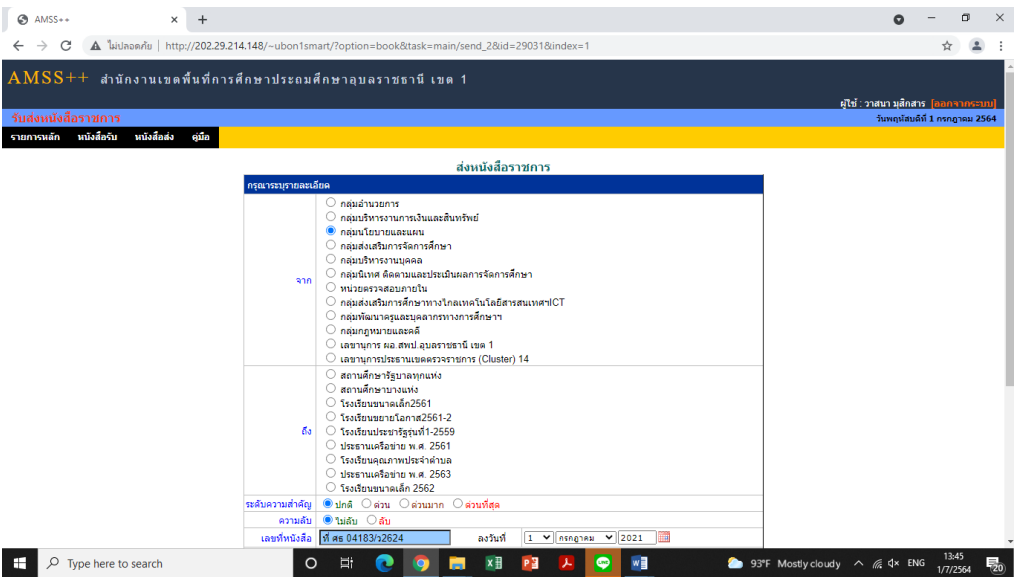 AMSS++
ไม่ปลอดภัย | http://202.29.214.148/~ubon1smart/?option=book&task=main/send_2&id=29031&index=1
AMSS++ สำนักงานเขตพื้นที่การศึกษาประถมศึกษาอุบลราชธานี เขต 1
ผู้ใช้ : วาสนา มุสิกสาร [ออกจากระบบ]
รับส่งหนังสือราชการ วันพฤหัสบดีที่ 1 กรกฎาคม 2564
รายการหลัก หนังสือรับ หนังสือส่ง คู่มือ
ส่งหนังสือราชการ
กรุณาระบุรายละเอียด
จาก
กลุ่มอำนวยการ
กลุ่มบริหารงานการเงินและสินทรัพย์
กลุ่มนโยบายและแผน
กลุ่มส่งเสริมการจัดการศึกษา
กลุ่มบริหารงานบุคคล
กลุ่มนิเทศ ติดตามและประเมินผลการจัดการศึกษา
หน่วยตรวจสอบภายใน
กลุ่มส่งเสริมการศึกษาทางไกลเทคโนโลยีสารสนเทศฯICT
กลุ่มพัฒนาครูและบุคลากรทางการศึกษาฯ
กลุ่มกฎหมายและคดี
เลขานุการ ผอ.สพป.อุบลราชธานี เขต 1
เลขานุการประธานเขตตรวจราชการ (Cluster) 14
ถึง
สถานศึกษารัฐบาลทุกแห่ง
สถานศึกษาบางแห่ง
โรงเรียนขนาดเล็ก2561
โรงเรียนขยายโอกาส2561-2
โรงเรียนประชารัฐรุ่นที่1-2559
ประธานเครือข่าย พ.ศ. 2561
โรงเรียนคุณภาพประจำตำบล
ประธานเครือข่าย พ.ศ. 2563
โรงเรียนขนาดเล็ก 2562
ระดับความสำคัญ ปกติ ด่วน ด่วนมาก ด่วนที่สุด
ความลับ ไม่ลับ ลับ
เลขที่หนังสือ ที่ ศธ 04183/ว2624 ลงวันที่ 1 กรกฎาคม 2021
Type here to search
93°F Mostly cloudy ENG 13:45
1/7/2564 20